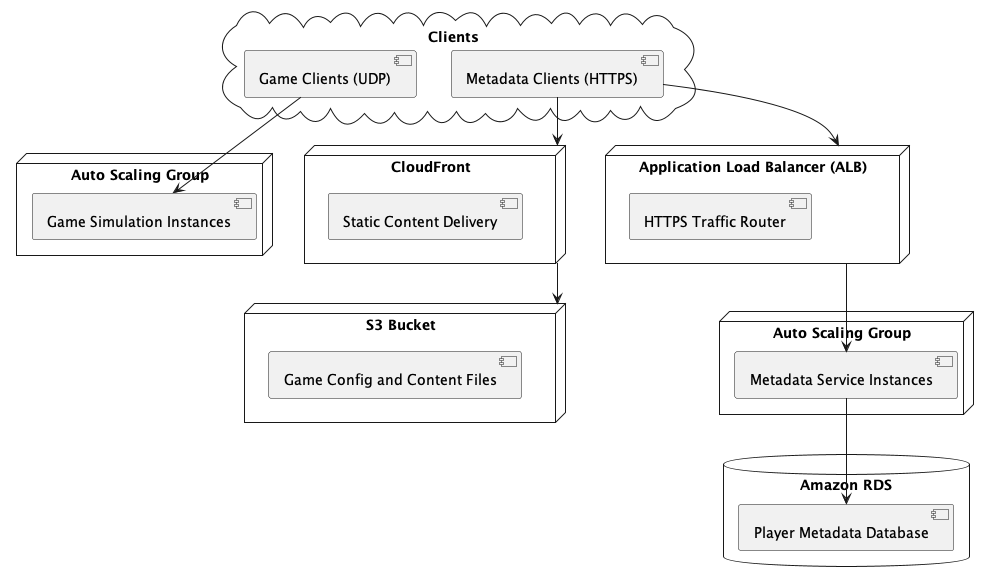 Clients
Game Clients (UDP)
Metadata Clients (HTTPS)
Auto Scaling Group
Game Simulation Instances
CloudFront
Static Content Delivery
Application Load Balancer (ALB)
HTTPS Traffic Router
S3 Bucket
Game Config and Content Files
Auto Scaling Group
Metadata Service Instances
Amazon RDS
Player Metadata Database